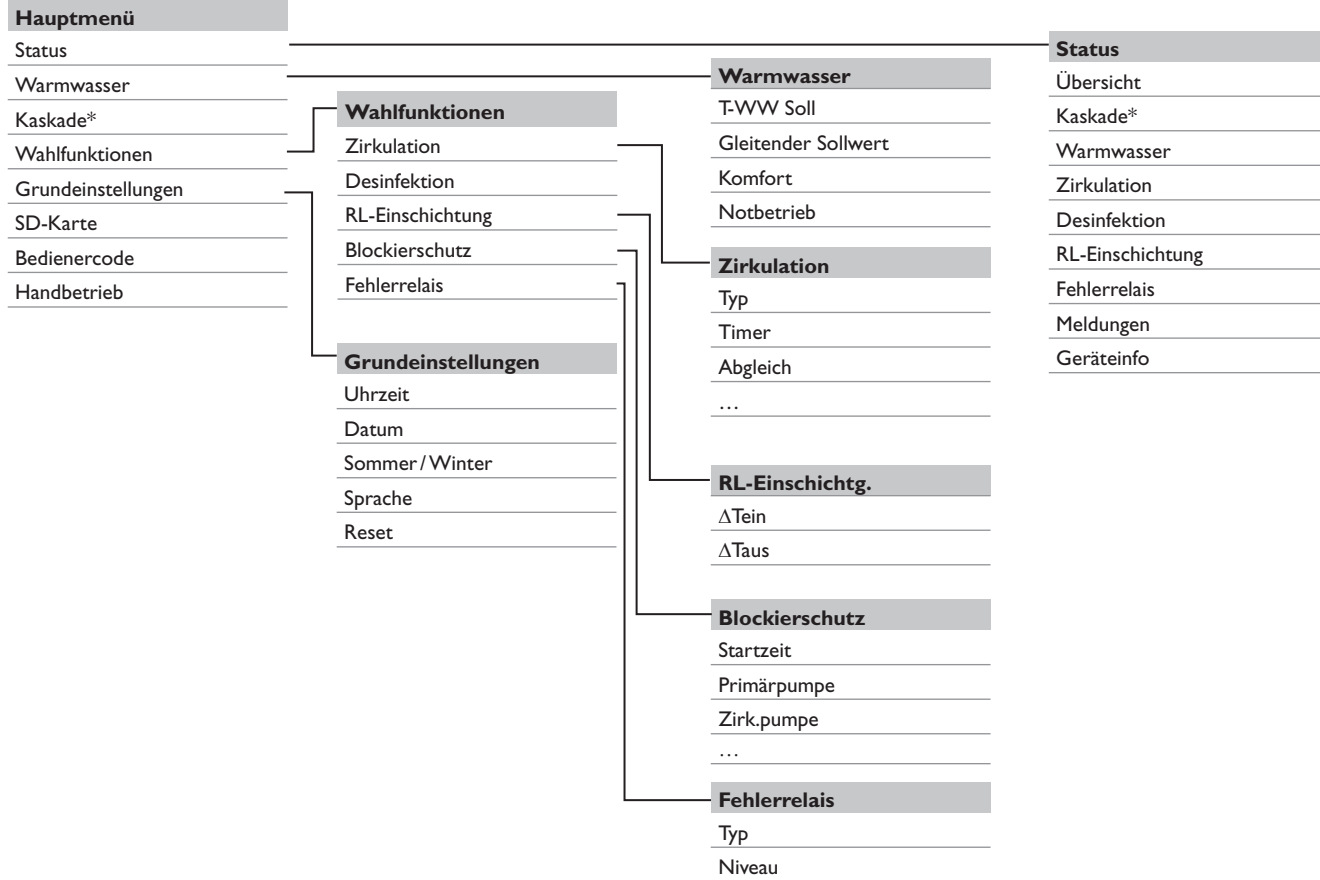 Hauptmenü
Status
Warmwasser
Kaskade*
Wahlfunktionen
Grundeinstellungen
SD-Karte
Bedienercode
Handbetrieb
Wahlfunktionen
Zirkulation
Desinfektion
RL-Einschichtung
Blockierschutz
Fehlerrelais
Grundeinstellungen
Uhrzeit
Datum
Sommer / Winter
Sprache
Reset
Warmwasser
T-WW Soll
Gleitender Sollwert
Komfort
Notbetrieb
Zirkulation
Typ
Timer
Abgleich
…
RL-Einschichtg.
ΔTein
ΔTaus
Blockierschutz
Startzeit
Primärpumpe
Zirk.pumpe
…
Fehlerrelais
Typ
Niveau
Status
Übersicht
Kaskade*
Warmwasser
Zirkulation
Desinfektion
RL-Einschichtung
Fehlerrelais
Meldungen
Geräteinfo